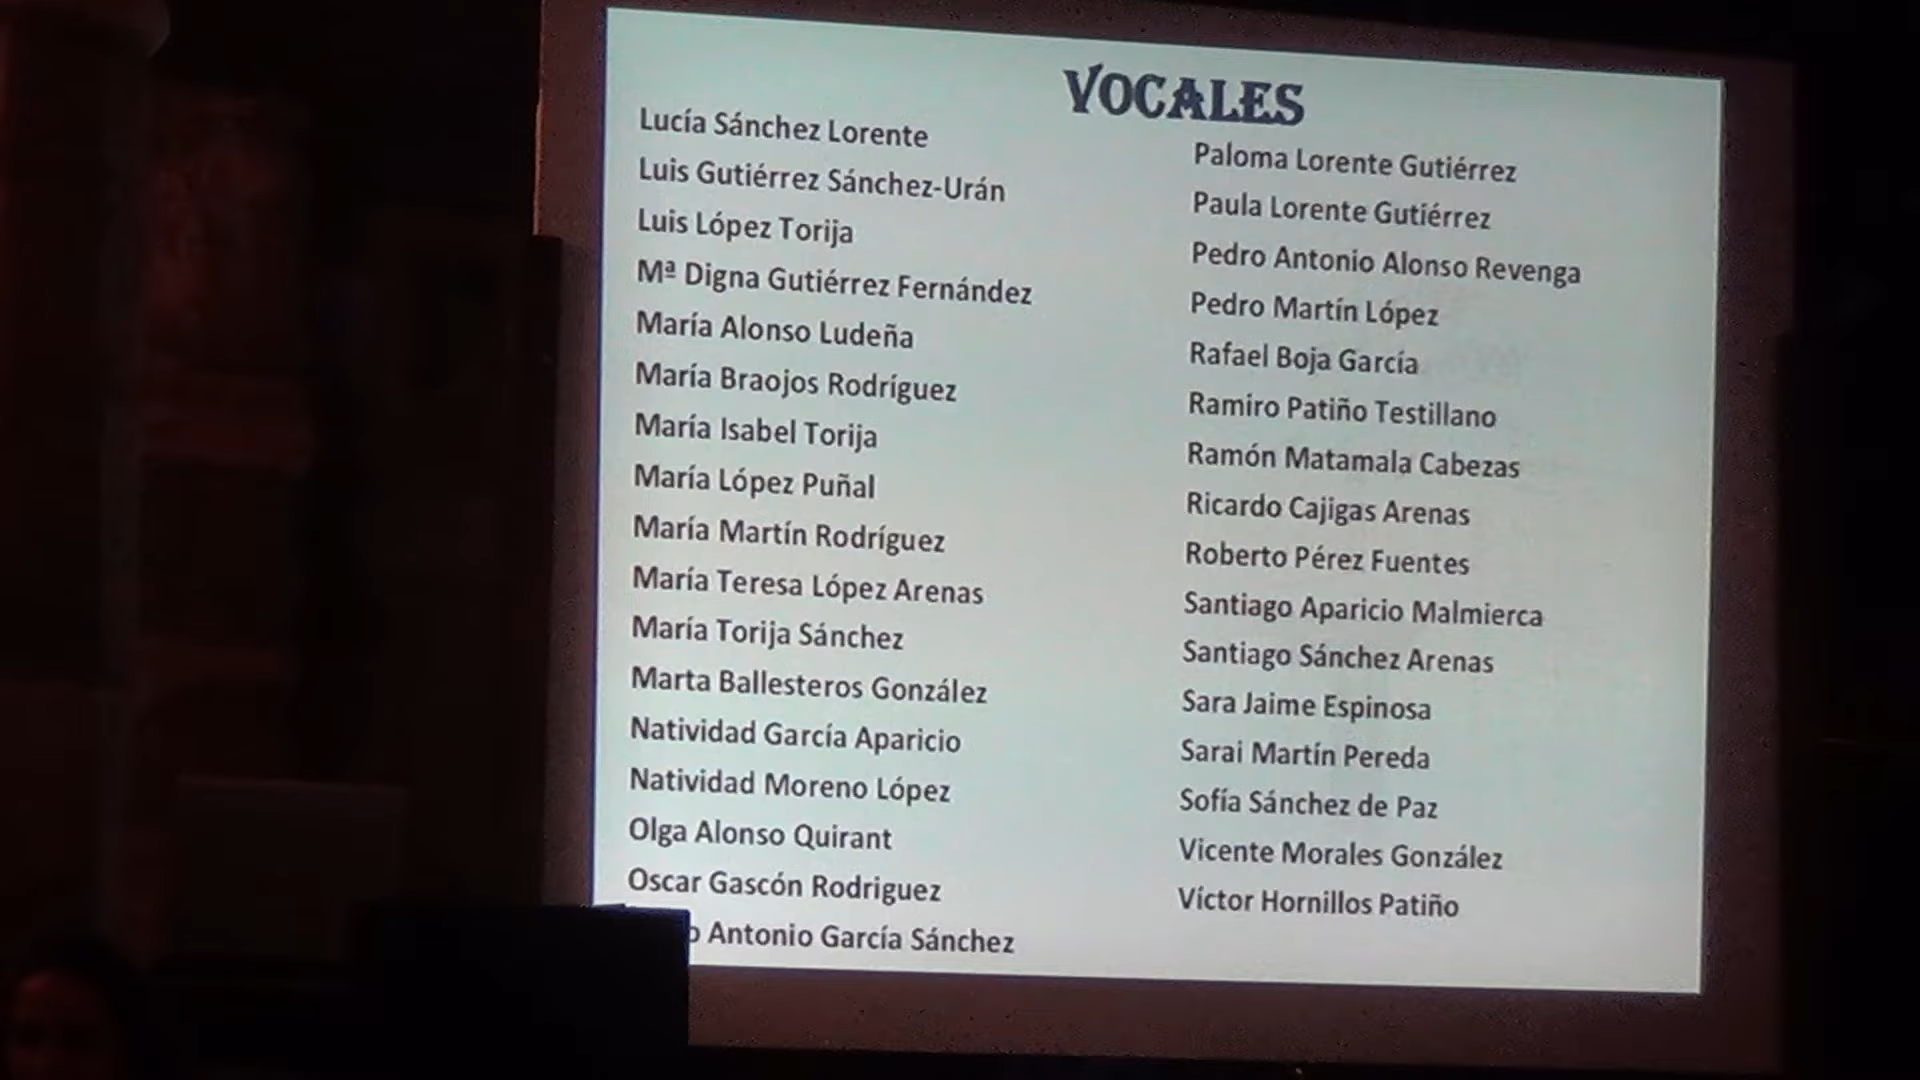 VOCALES
Lucía Sánchez Lorente
Luis Gutiérrez Sánchez-Urán
Luis López Torija
Mª Digna Gutiérrez Fernández
María Alonso Ludeña
María Braojos Rodríguez
María Isabel Torija
María López Puñal
María Martín Rodríguez
María Teresa López Arenas
María Torija Sánchez
Marta Ballesteros González
Natividad García Aparicio
Natividad Moreno López
Olga Alonso Quirant
Oscar Gascón Rodriguez
Antonio García Sánchez
Paloma Lorente Gutiérrez
Paula Lorente Gutiérrez
Pedro Antonio Alonso Revenga
Pedro Martín López
Rafael Boja García
Ramiro Patiño Testillano
Ramón Matamala Cabezas
Ricardo Cajigas Arenas
Roberto Pérez Fuentes
Santiago Aparicio Malmierca
Santiago Sánchez Arenas
Sara Jaime Espinosa
Sarai Martín Pereda
Sofía Sánchez de Paz
Vicente Morales González
Víctor Hornillos Patiño